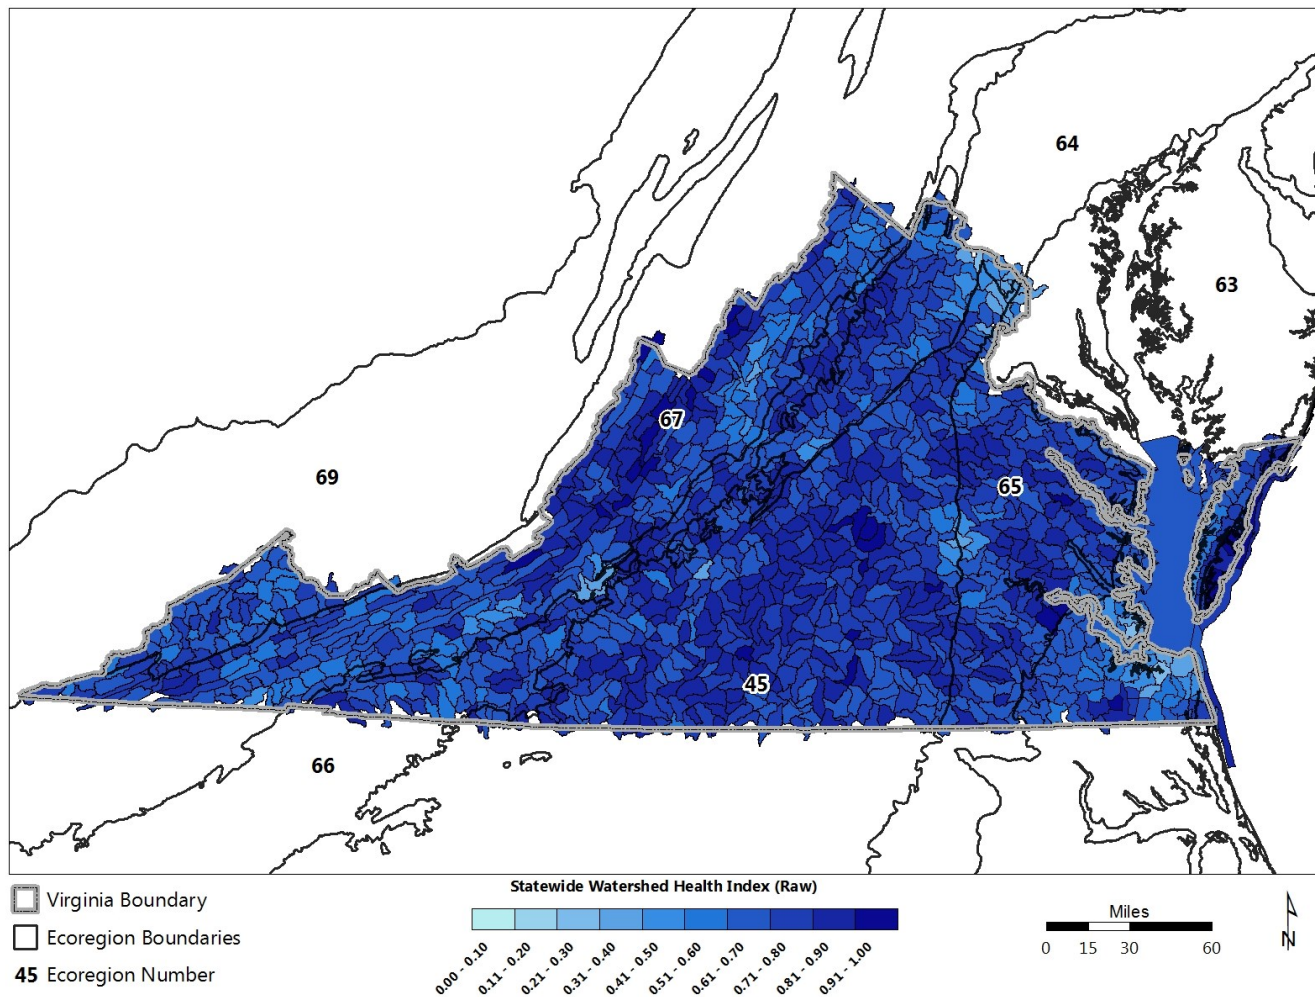 64
63
67
69
65
45
66
Statewide Watershed Health Index (Raw)
Virginia Boundary
Ecoregion Boundaries
45 Ecoregion Number
0.00 - 0.10
0.11 - 0.20
0.21 - 0.30
0.31 - 0.40
0.41 - 0.50
0.51 - 0.60
0.61 - 0.70
0.71 - 0.80
0.81 - 0.90
0.91 - 1.000
Miles
0 15 30 60
N